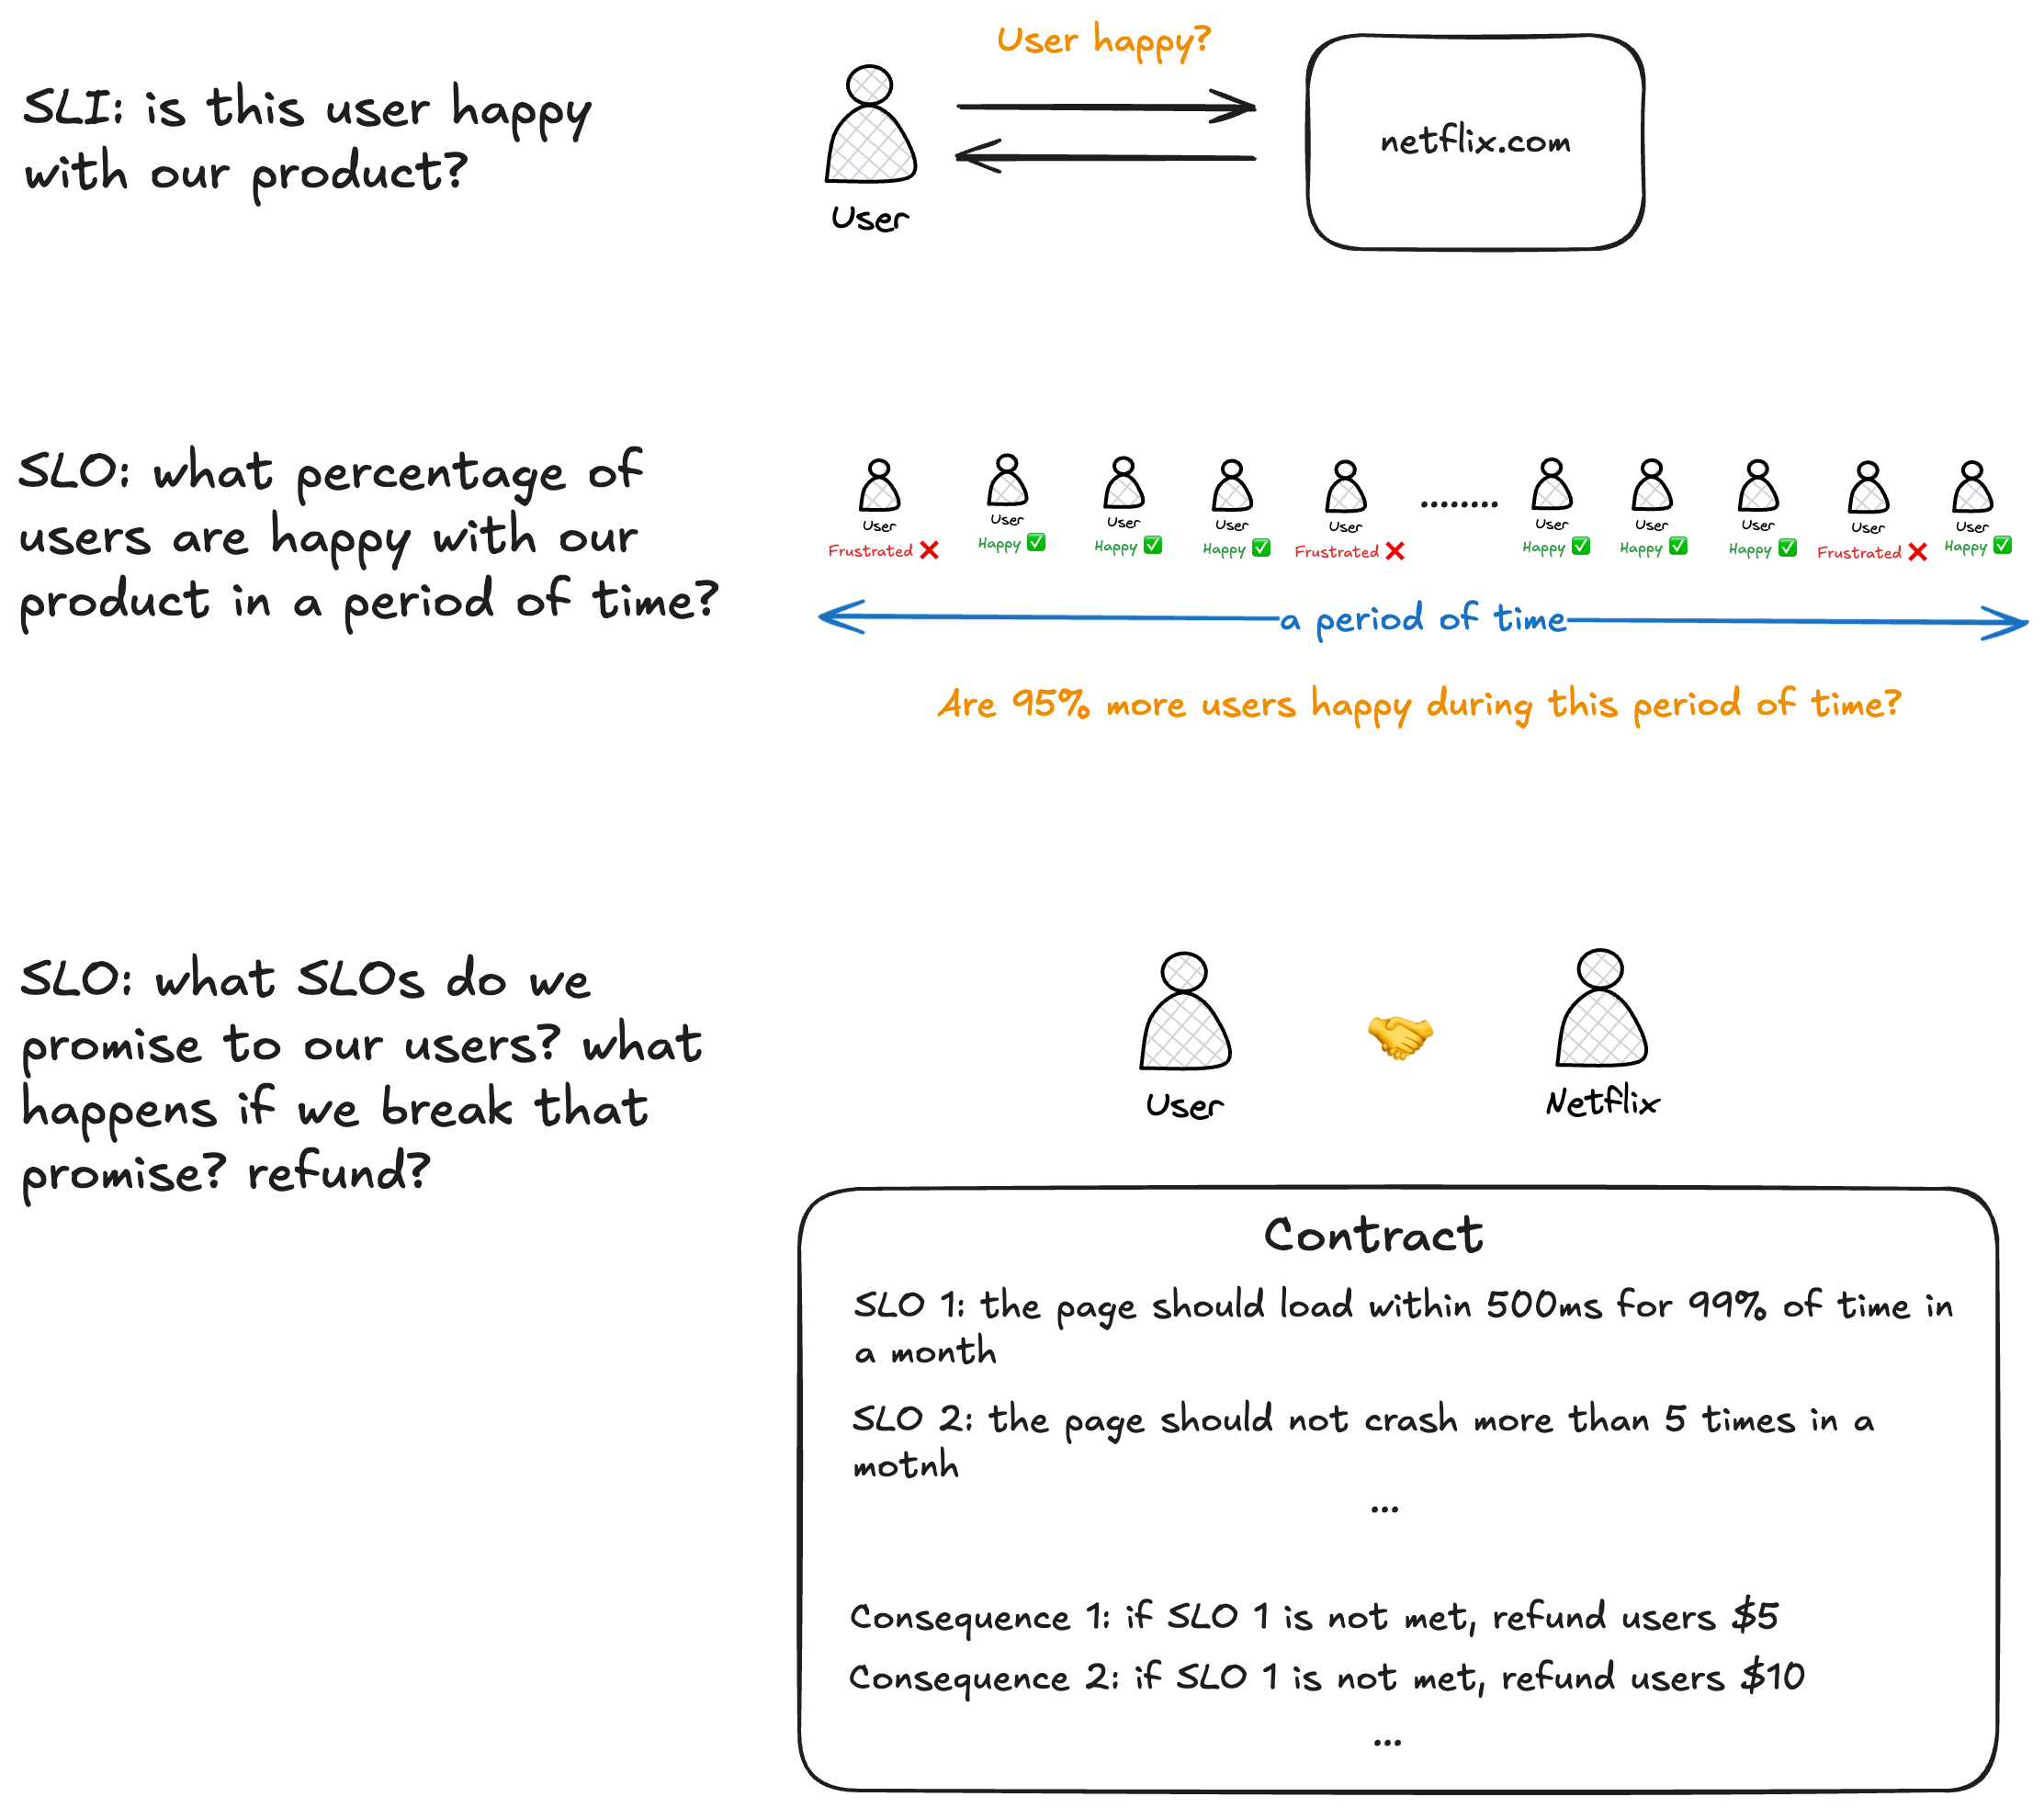 SLI: is this user happy
with our product?
User happy?
User
netflix.com
SLO: what percentage of
users are happy with our
product in a period of time?
User
Frustrated ❌
User
Happy ✅
User
Happy ✅
User
Happy ✅
User
Frustrated ❌
........
User
Happy ✅
User
Happy ✅
User
Happy ✅
User
Frustrated ❌
User
Happy ✅
a period of time
Are 95% more users happy during this period of time?
SLO: what SLOs do we
promise to our users? what
happens if we break that
promise? refund?
User
Netflix
Contract
SLO 1: the page should load within 500ms for 99% of time in
a month
SLO 2: the page should not crash more than 5 times in a
motnh
...
Consequence 1: if SLO 1 is not met, refund users $5
Consequence 2: if SLO 1 is not met, refund users $10
...